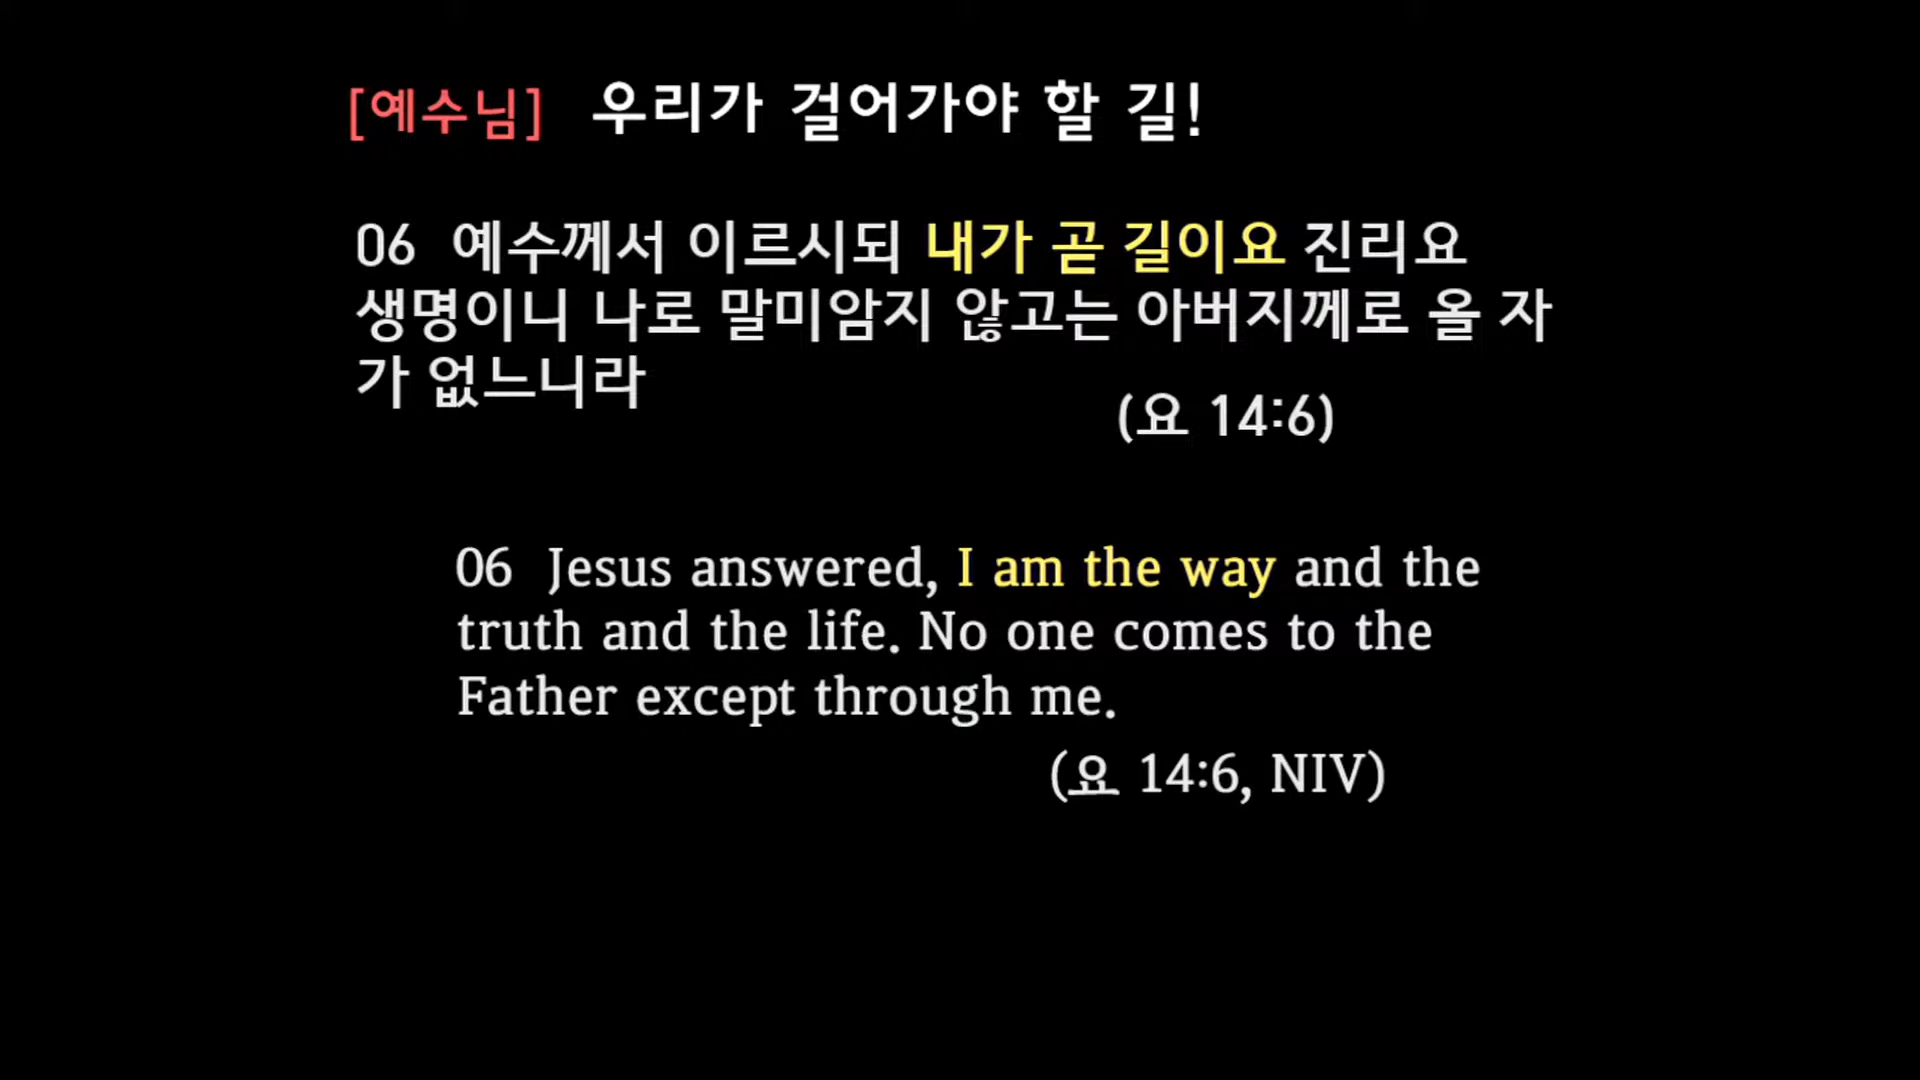 [예수님] 우리가 걸어가야 할 길!
06 예수께서 이르시되 내가 곧 길이요 진리요
생명이니 나로 말미암지 않고는 아버지께로 올 자
가 없느니라
(요 14:6)
06 Jesus answered, I am the way and the
truth and the life. No one comes to the
Father except through me.
(요 14:6, NIV)